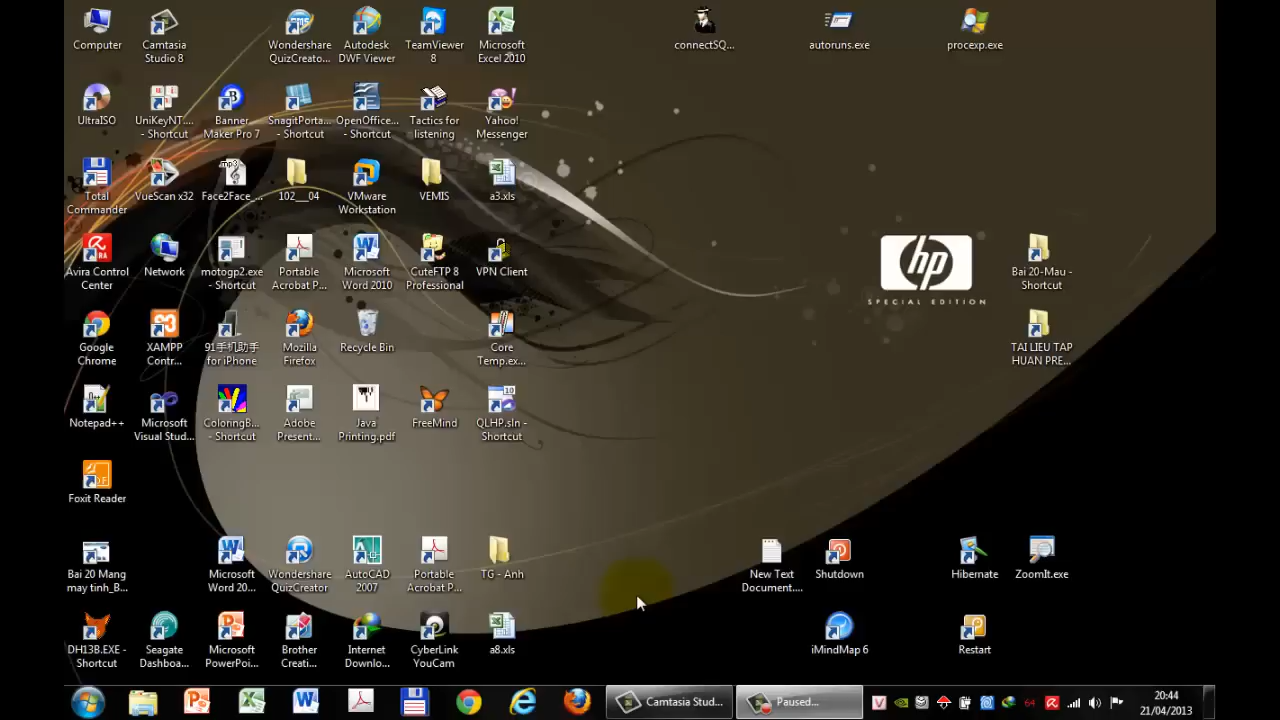 Computer
Camtasia
Studio 8
Wondershare
QuizCreato...
Autodesk
DWF Viewer
TeamViewer
8
Microsoft
Excel 2010
connectSQ...
autoruns.exe
procexp.exe
UltraISO
UniKeyNT....
- Shortcut
Banner
Maker Pro 7
SnagitPorta...
- Shortcut
OpenOffice...
- Shortcut
Tactics for
listening
Yahoo!
Messenger
Total
Commander
VueScan x32
mp3
Face2Face_...
102___04
VMware
Workstation
VEMIS
a3.xls
Avira Control
Center
Network
motogp2.exe
- Shortcut
Portable
Acrobat P...
Microsoft
Word 2010
CuteFTP 8
Professional
VPN Client
hp
SPECIAL EDITION
Bai 20-Mau -
Shortcut
Google
Chrome
XAMPP
Contr...
91手机助手
for iPhone
Mozilla
Firefox
Recycle Bin
Core
Temp.ex...
TAI LIEU TAP
HUAN PRE...
Notepad++
Microsoft
Visual Stud...
ColoringB...
- Shortcut
Adobe
Present...
Java
Printing.pdf
FreeMind
QLHP.sln -
Shortcut
Foxit Reader
Bai 20 Mang
may tinh_B...
Microsoft
Word 20...
Wondershare
QuizCreator
AutoCAD
2007
Portable
Acrobat P...
TG - Anh
New Text
Document....
Shutdown
Hibernate
ZoomIt.exe
DH13B.EXE -
Shortcut
Seagate
Dashboa...
Microsoft
PowerPoi...
Brother
Creati...
Internet
Downlo...
CyberLink
YouCam
a8.xls
iMindMap 6
Restart
Camtasia Stud...
Paused...
64
20:44
21/04/2013